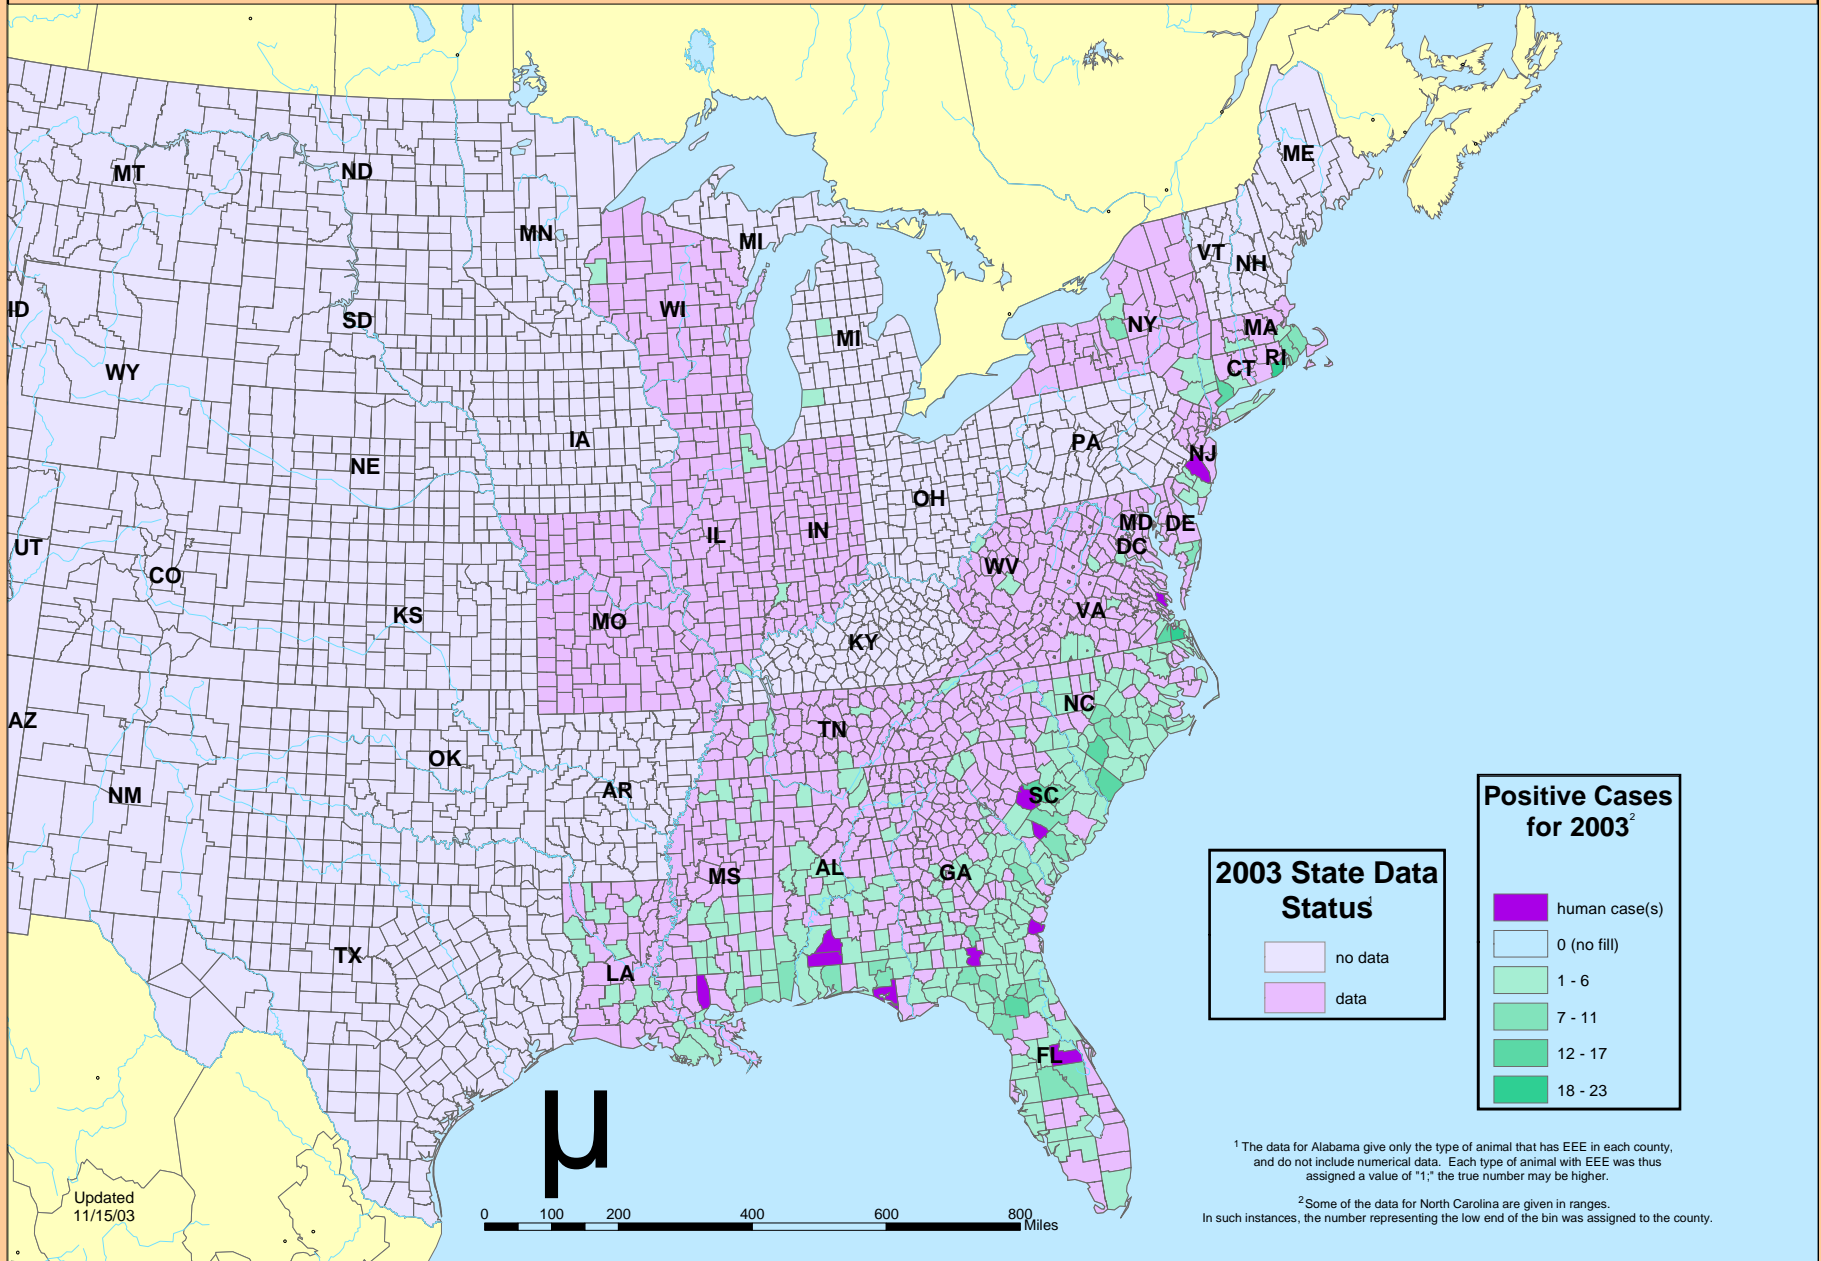 ME
MT
ND
MN
MI
VT
NH
ID
SD
WI
MI
NY
MA
RI
CT
WY
IA
NE
PA
NJ
OH
UT
CO
IL
IN
MD
DE
DC
WV
KS
MO
VA
KY
AZ
NC
TN
OK
NM
AR
SC
MS
AL
GA
TX
LA
FL
2003 State Data
Status1
no data
data
Positive Cases
for 20032
human case(s)
0 (no fill)
1 - 6
7 - 11
12 - 17
18 - 23
µ
1 The data for Alabama give only the type of animal that has EEE in each county,
and do not include numerical data. Each type of animal with EEE was thus
assigned a value of "1;" the true number may be higher.
2 Some of the data for North Carolina are given in ranges.
In such instances, the number representing the low end of the bin was assigned to the county.
Updated
11/15/03
0 100 200 400 600 800
Miles